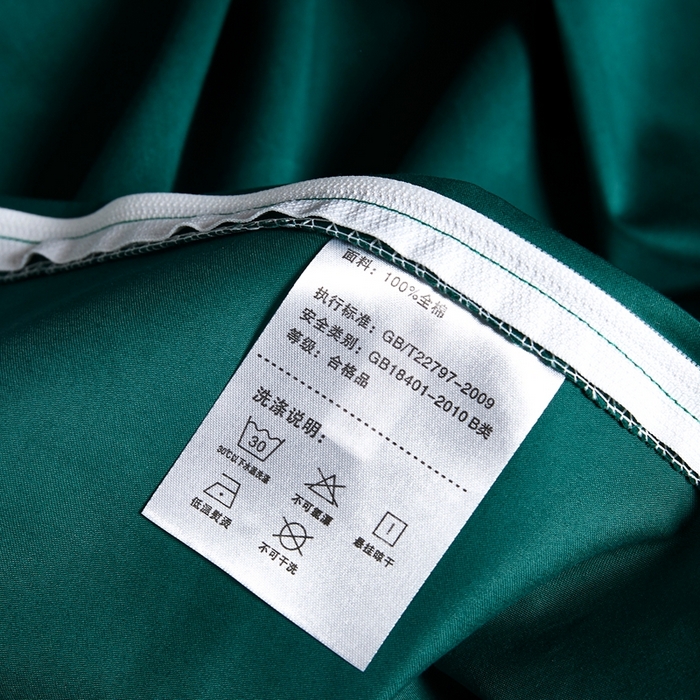 面料：100%全棉
执行标准：GB/T22797-2009
安全类别：GB18401-2010 B类
等级：合格品
洗涤说明：
30
30℃以下水温洗涤
不可氯漂
悬挂晾干
低温熨烫
不可干洗